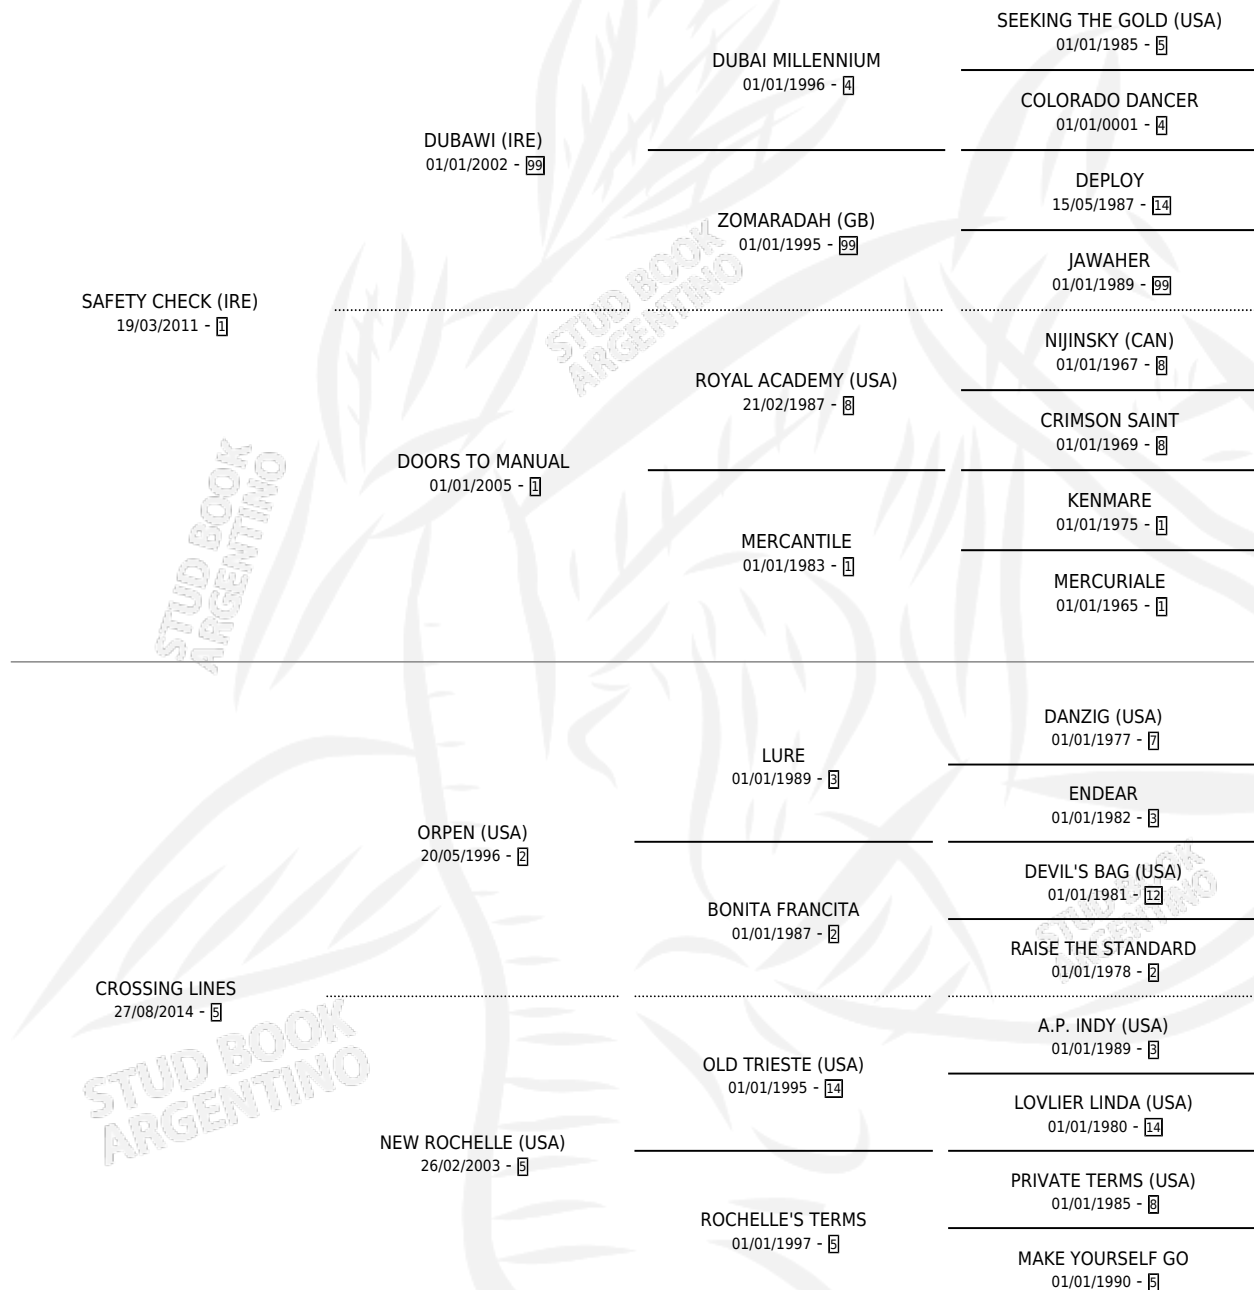 SEEKING THE GOLD (USA)
01/01/1985 - 5
DUBAI MILLENNIUM
01/01/1996 - 4
COLORADO DANCER
01/01/0001 - 4
DUBAWI (IRE)
01/01/2002 - 99
DEPLOY
15/05/1987 - 14
ZOMARADAH (GB)
01/01/1995 - 99
JAWAHER
01/01/1989 - 99
SAFETY CHECK (IRE)
19/03/2011 - 1
STUD BOOK
ARGENTINO
NIJINSKY (CAN)
01/01/1967 - 8
ROYAL ACADEMY (USA)
21/02/1987 - 8
CRIMSON SAINT
01/01/1969 - 8
DOORS TO MANUAL
01/01/2005 - 1
KENMARE
01/01/1975 - 1
MERCANTILE
01/01/1983 - 1
MERCURIALE
01/01/1965 - 1
STUD BOOK
ARGENTINO
DANZIG (USA)
01/01/1977 - 7
LURE
01/01/1989 - 3
ENDEAR
01/01/1982 - 3
ORPEN (USA)
20/05/1996 - 2
DEVIL'S BAG (USA)
01/01/1981 - 12
BONITA FRANCITA
01/01/1987 - 2
RAISE THE STANDARD
01/01/1978 - 2
STUD BOOK
ARGENTINO
CROSSING LINES
27/08/2014 - 5
A.P. INDY (USA)
01/01/1989 - 3
OLD TRIESTE (USA)
01/01/1995 - 14
LOVLIER LINDA (USA)
01/01/1980 - 14
STUD BOOK
ARGENTINO
NEW ROCHELLE (USA)
26/02/2003 - 5
PRIVATE TERMS (USA)
01/01/1985 - 8
ROCHELLE'S TERMS
01/01/1997 - 5
MAKE YOURSELF GO
01/01/1990 - 5